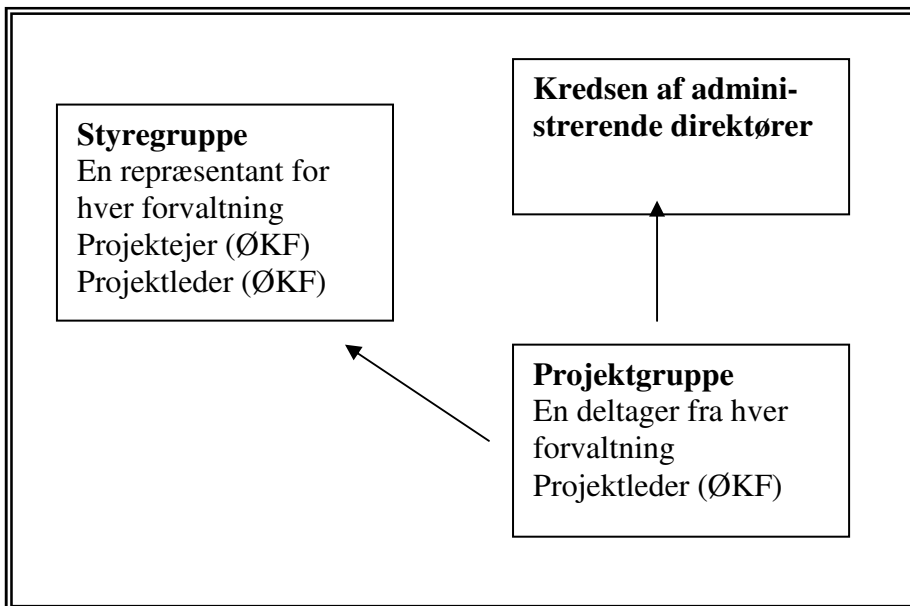 Styregruppe
En repræsentant for
hver forvaltning
Projektejer (ØKF)
Projektleder (ØKF)
Kredsen af admini-
strerende direktører
Projektgruppe
En deltager fra hver
forvaltning
Projektleder (ØKF)